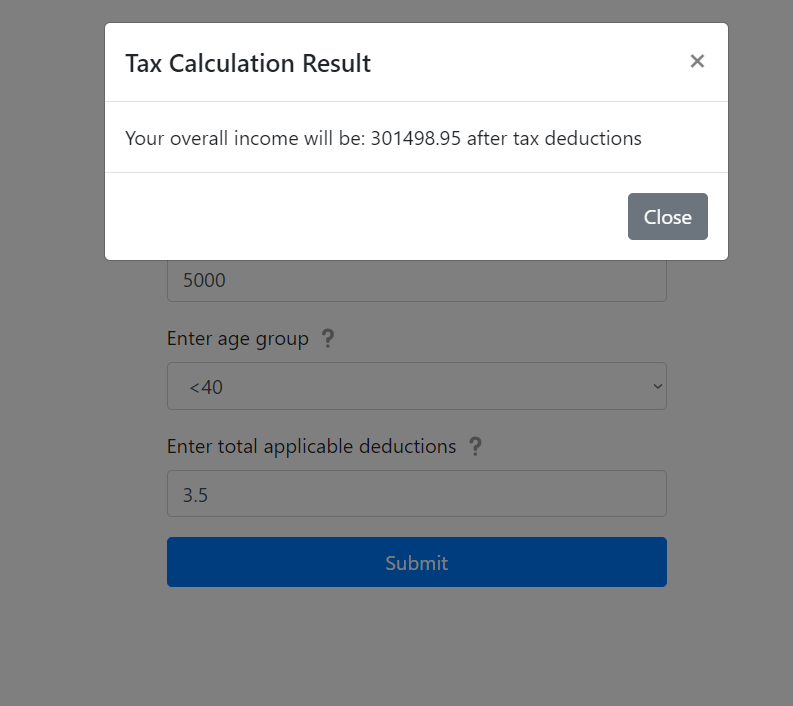 Tax Calculation Result ×
Your overall income will be: 301498.95 after tax deductions
Close
5000
Enter age group ?
<40
Enter total applicable deductions ?
3.5
Submit